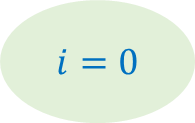 i = 0